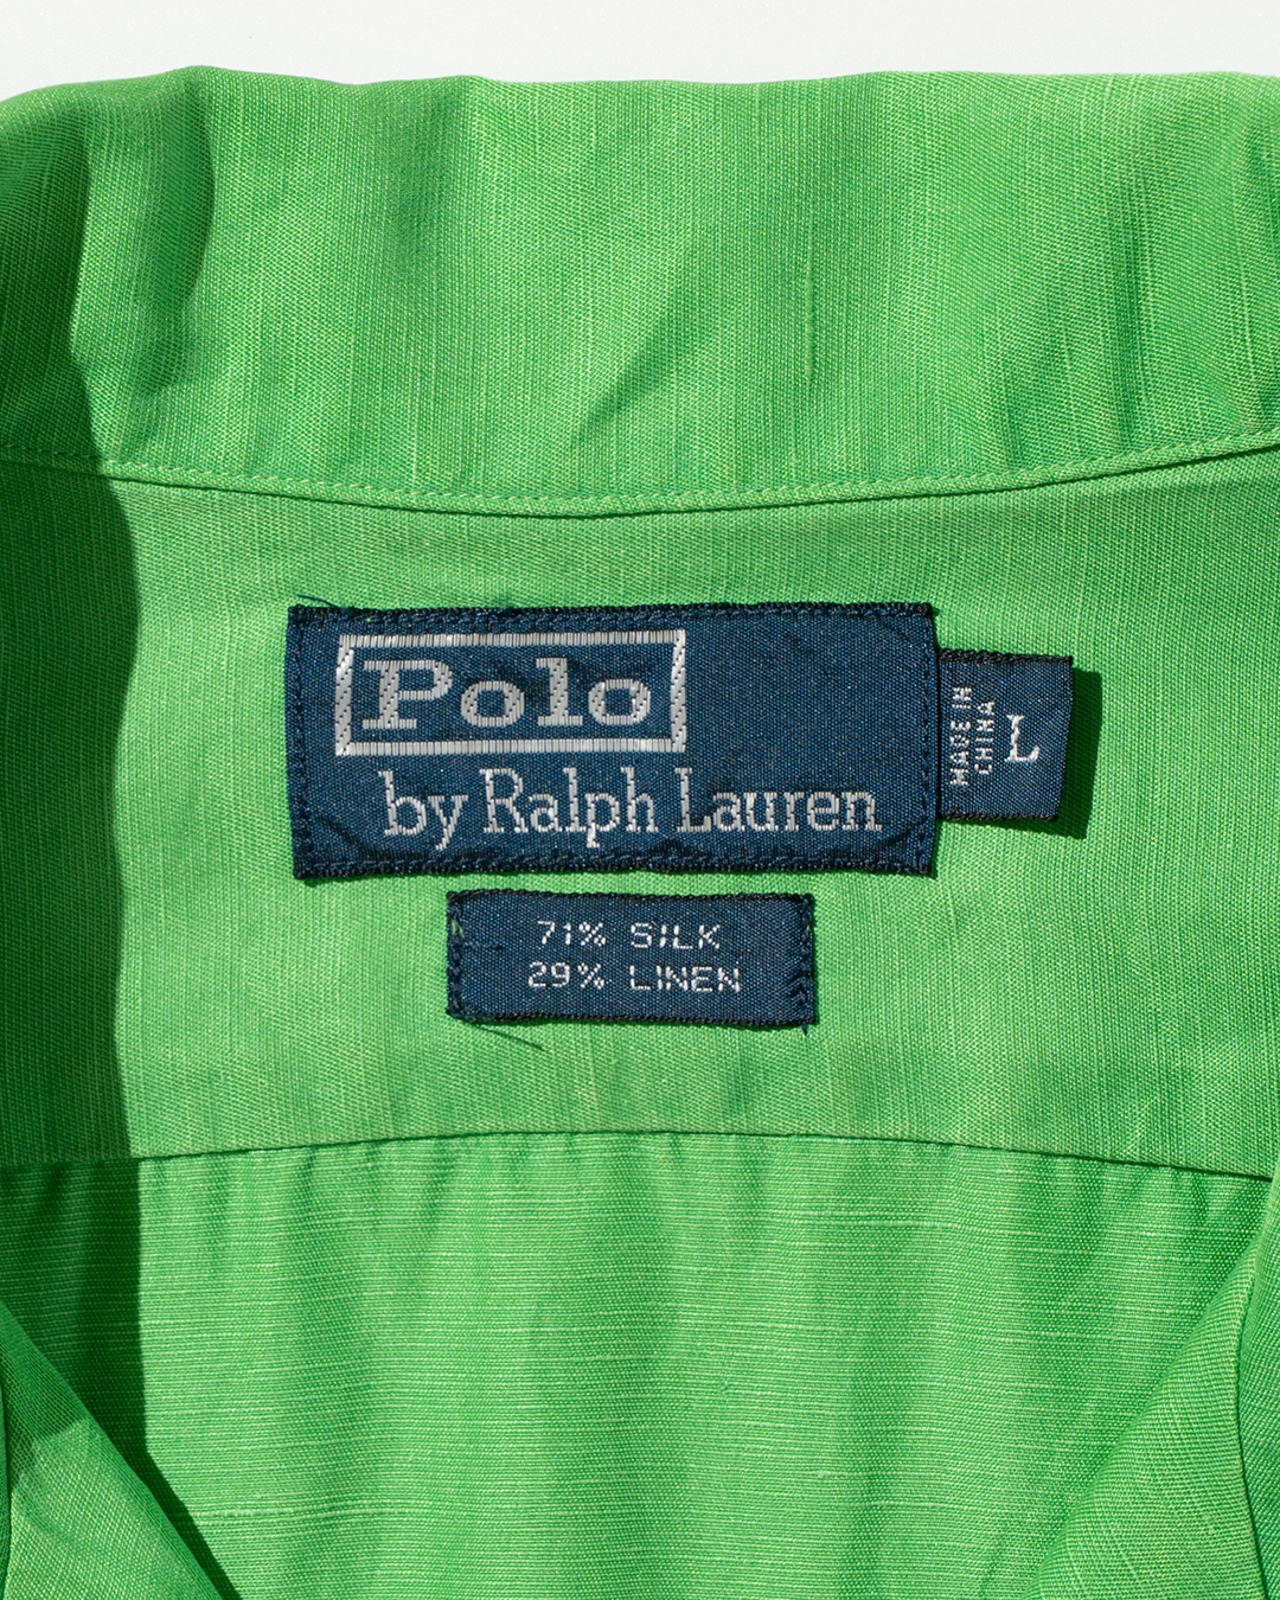 Polo
by Ralph Lauren
MADE IN
CHINA
L
71% SILK
29% LINEN